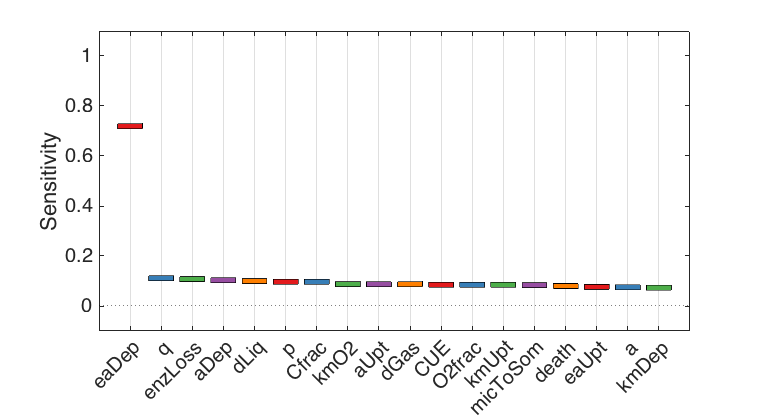 1
0.8
0.6
0.4
0.2
0
Sensitivity
eaDep
q
enzLoss
aDep
dLiq
p
Cfrac
kmO2
aUpt
dGas
CUE
O2frac
kmUpt
micToSom
death
eaUpt
a
kmDep